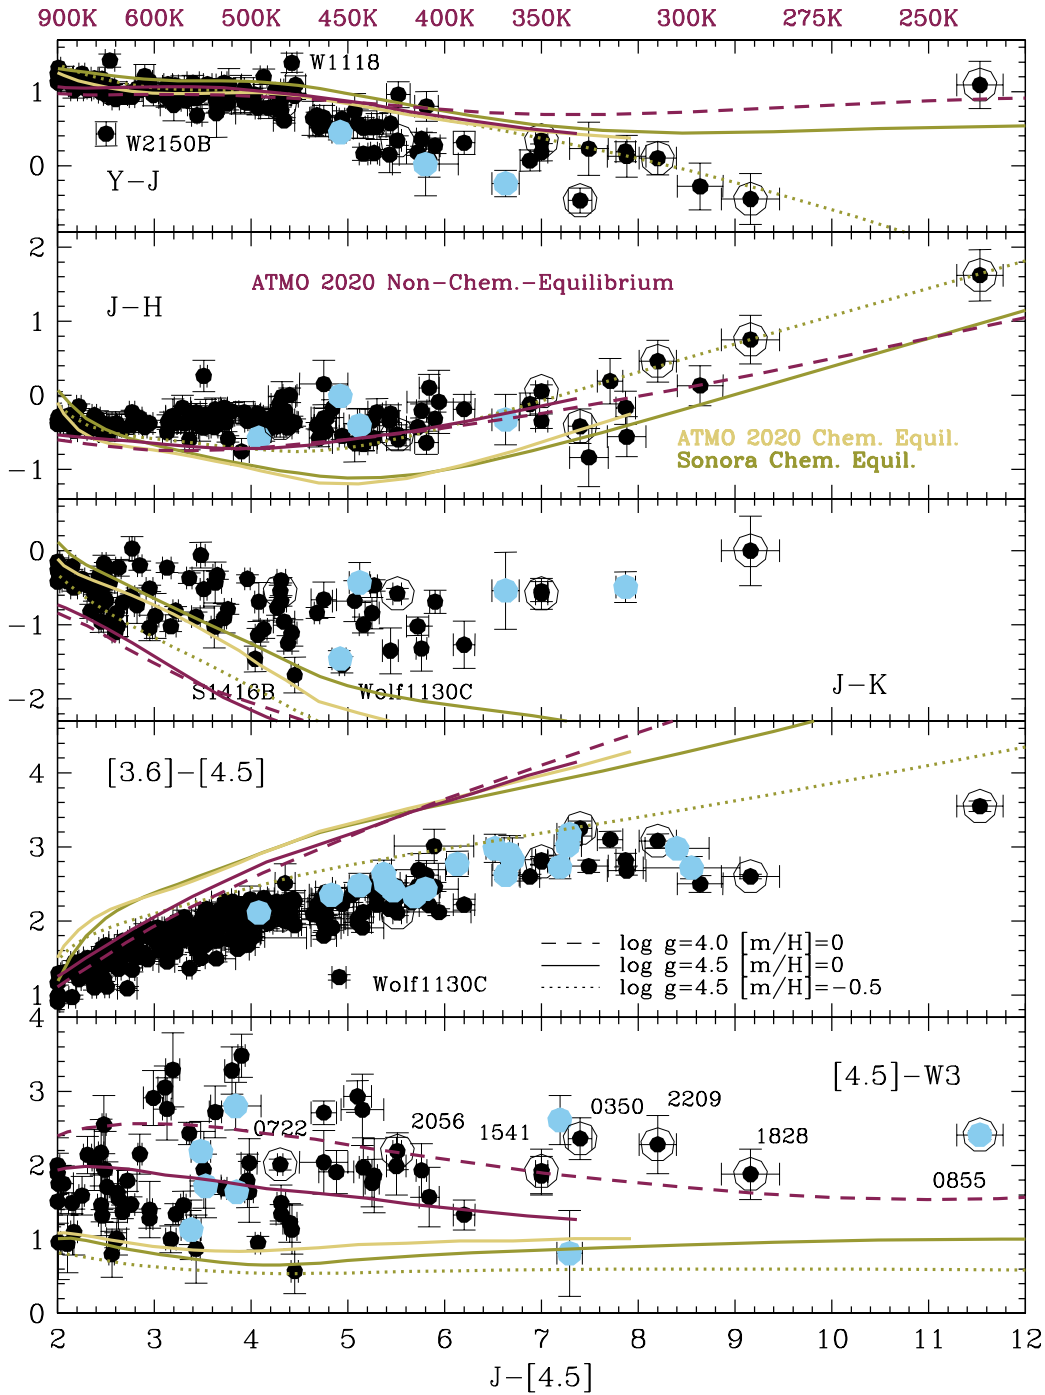 900K 600K 500K 450K 400K 350K 300K 275K 250K
1
0
W1118
W2150B
Y-J
2
1
0
-1
ATMO 2020 Non-Chem.-Equilibrium
J-H
ATMO 2020 Chem. Equil.
Sonora Chem. Equil.
0
-1
-2
S1416B
Wolf1130C
J-K
[3.6]-[4.5]
4
3
2
1
log g=4.0 [m/H]=0
log g=4.5 [m/H]=0
log g=4.5 [m/H]=-0.5
Wolf1130C
4
3
2
1
0
[4.5]-W3
0722
2056
1541
0350
2209
1828
0855
2 3 4 5 6 7 8 9 10 11 12
J-[4.5]